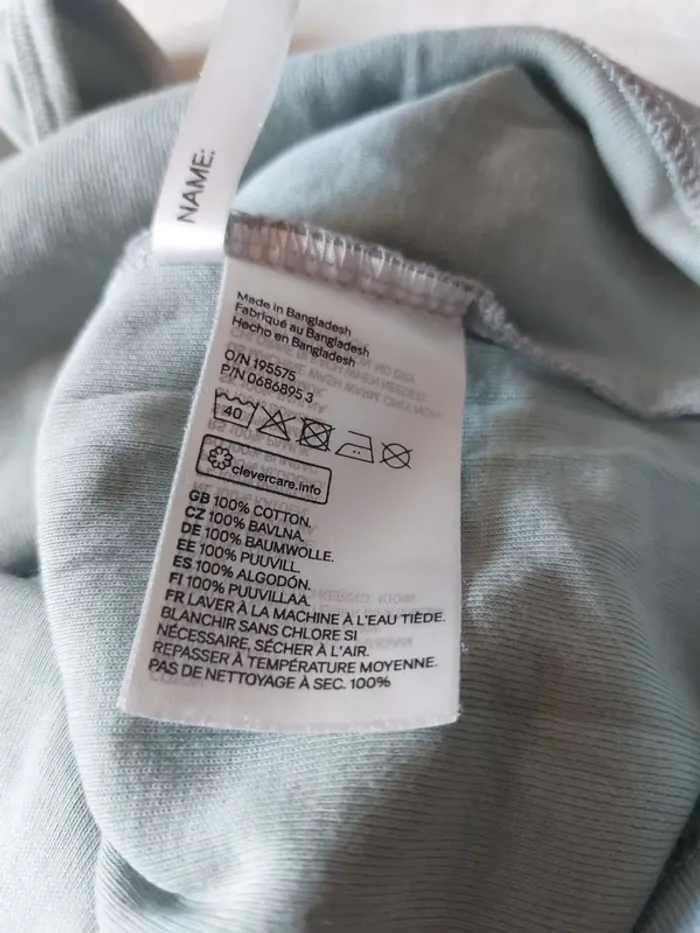 NAME:
Made in Bangladesh
Fabriqué au Bangladesh
Hecho en Bangladesh
O/N 195575
P/N 0686895 3
40
clevercare.info
GB 100% COTTON.
CZ 100% BAVLNA.
DE 100% BAUMWOLLE.
EE 100% PUUVILL.
ES 100% ALGODÓN.
FI 100% PUUVILLAA.
FR LAVER À LA MACHINE À L'EAU TIÈDE.
BLANCHIR SANS CHLORE SI
NÉCESSAIRE, SÉCHER À L'AIR.
REPASSER À TEMPÉRATURE MOYENNE.
PAS DE NETTOYAGE À SEC. 100%